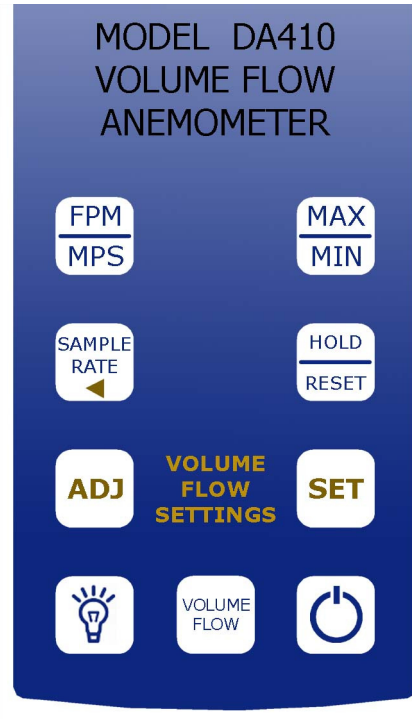 MODEL DA410
VOLUME FLOW
ANEMOMETER
FPM
MPS
MAX
MIN
SAMPLE
RATE
HOLD
RESET
ADJ
VOLUME
FLOW
SETTINGS
SET
VOLUME
FLOW